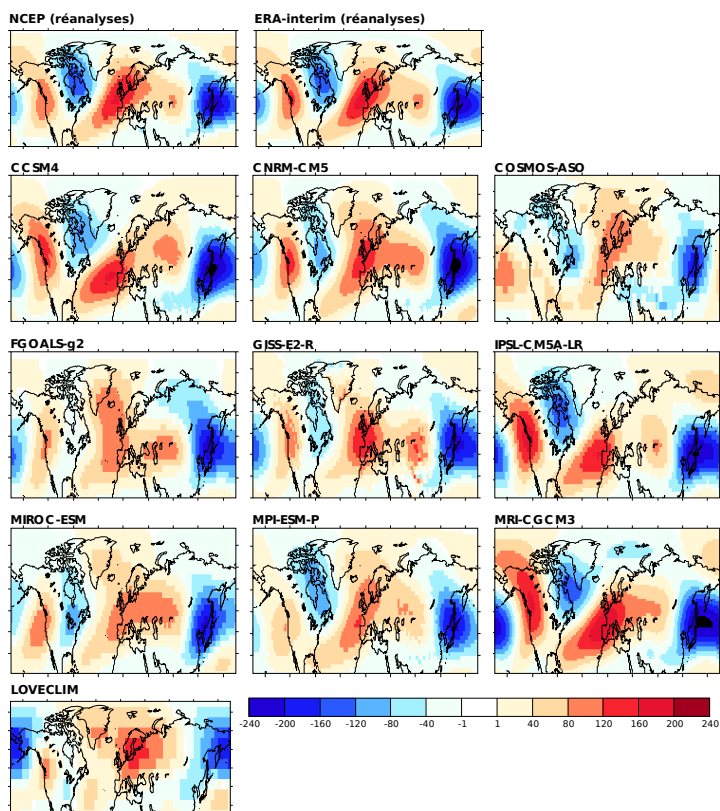 NCEP (réanalyses) ERA-interim (réanalyses)
CCSM4 CNRM-CM5 COSMOS-ASO
FGOALS-g2 GISS-E2-R IPSL-CM5A-LR
MIROC-ESM MPI-ESM-P MRI-CGCM3
LOVECLIM
-240 -200 -160 -120 -80 -40 -1 1 40 80 120 160 200 240